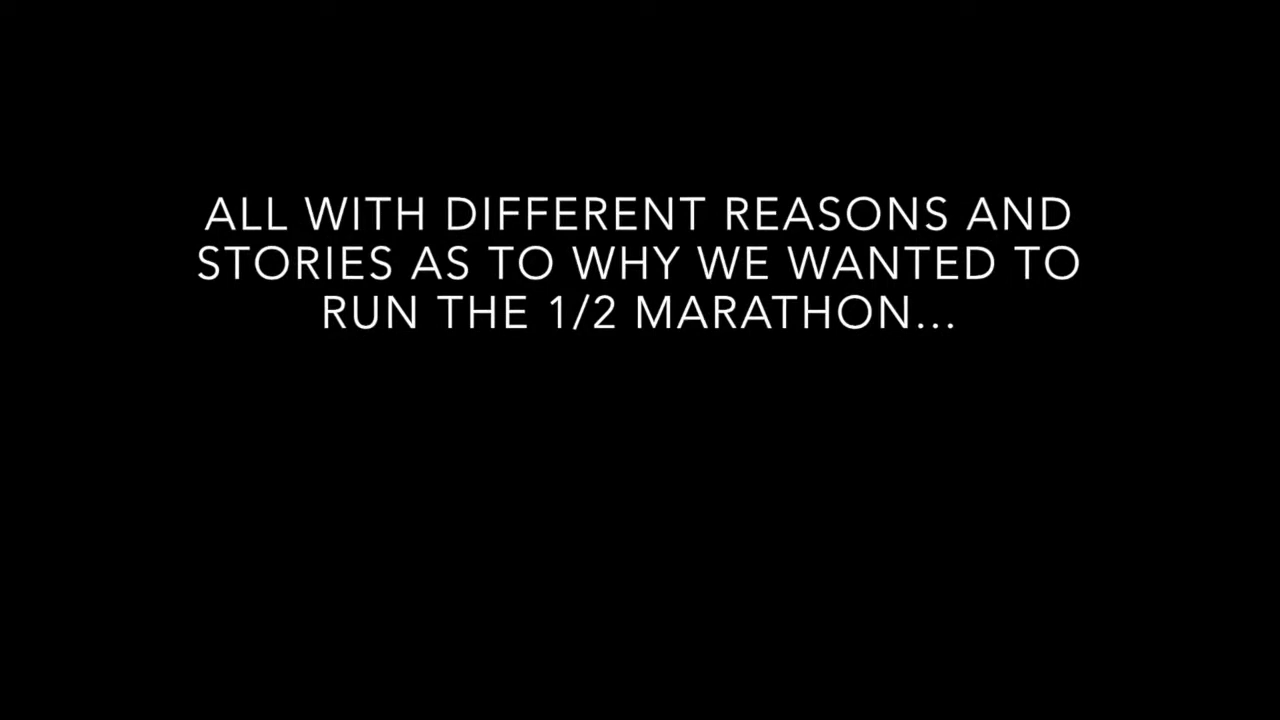 ALL WITH DIFFERENT REASONS AND
STORIES AS TO WHY WE WANTED TO
RUN THE 1/2 MARATHON...